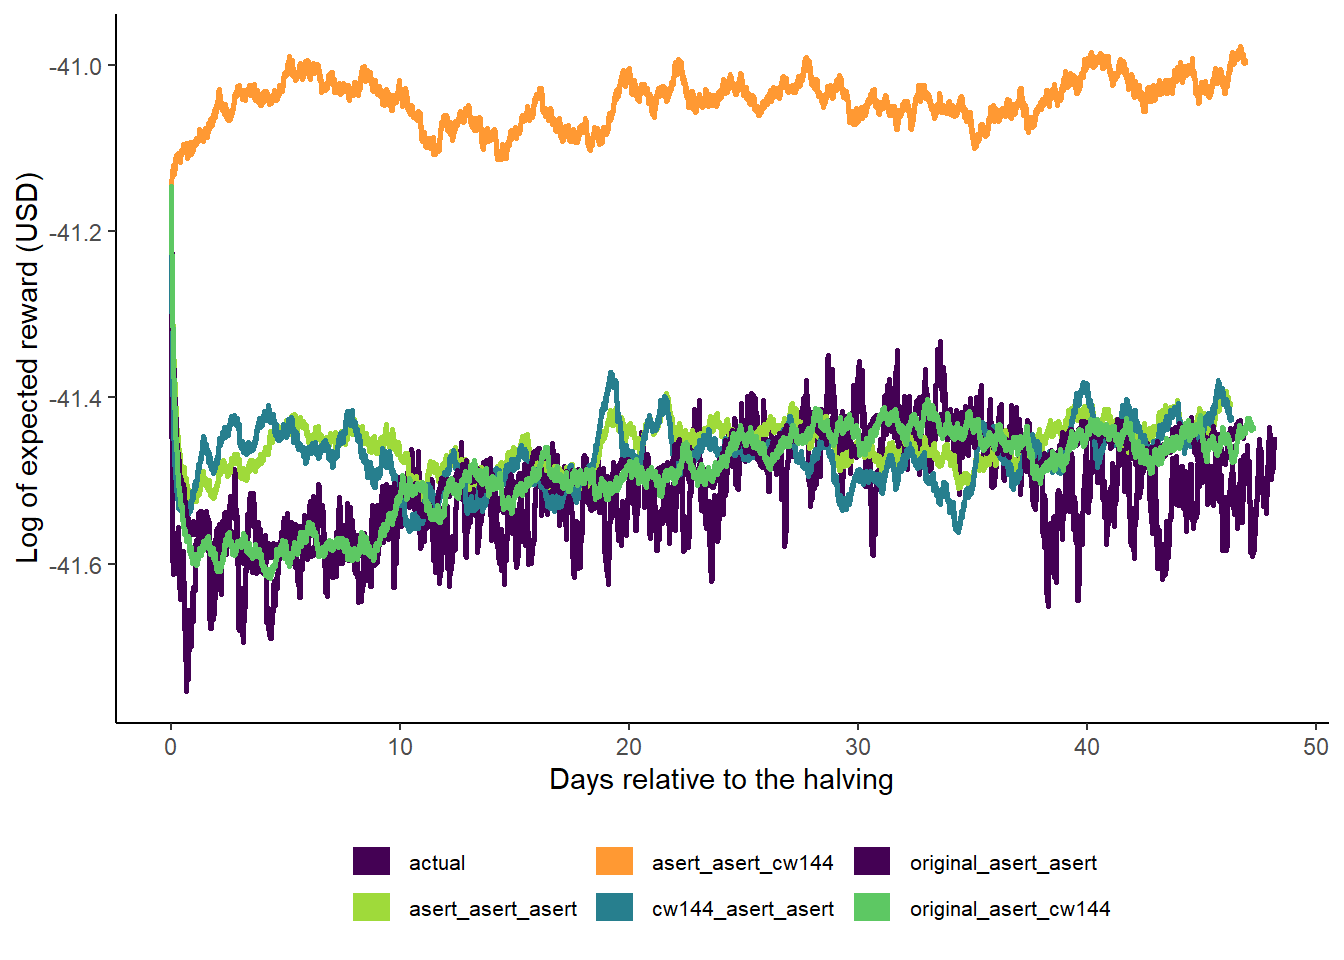 Log of expected reward (USD)
-41.0
-41.2
-41.4
-41.6
0 10 20 30 40 50
Days relative to the halving
actual asert_asert_cw144 original_asert_asert
asert_asert_asert cw144_asert_asert original_asert_cw144